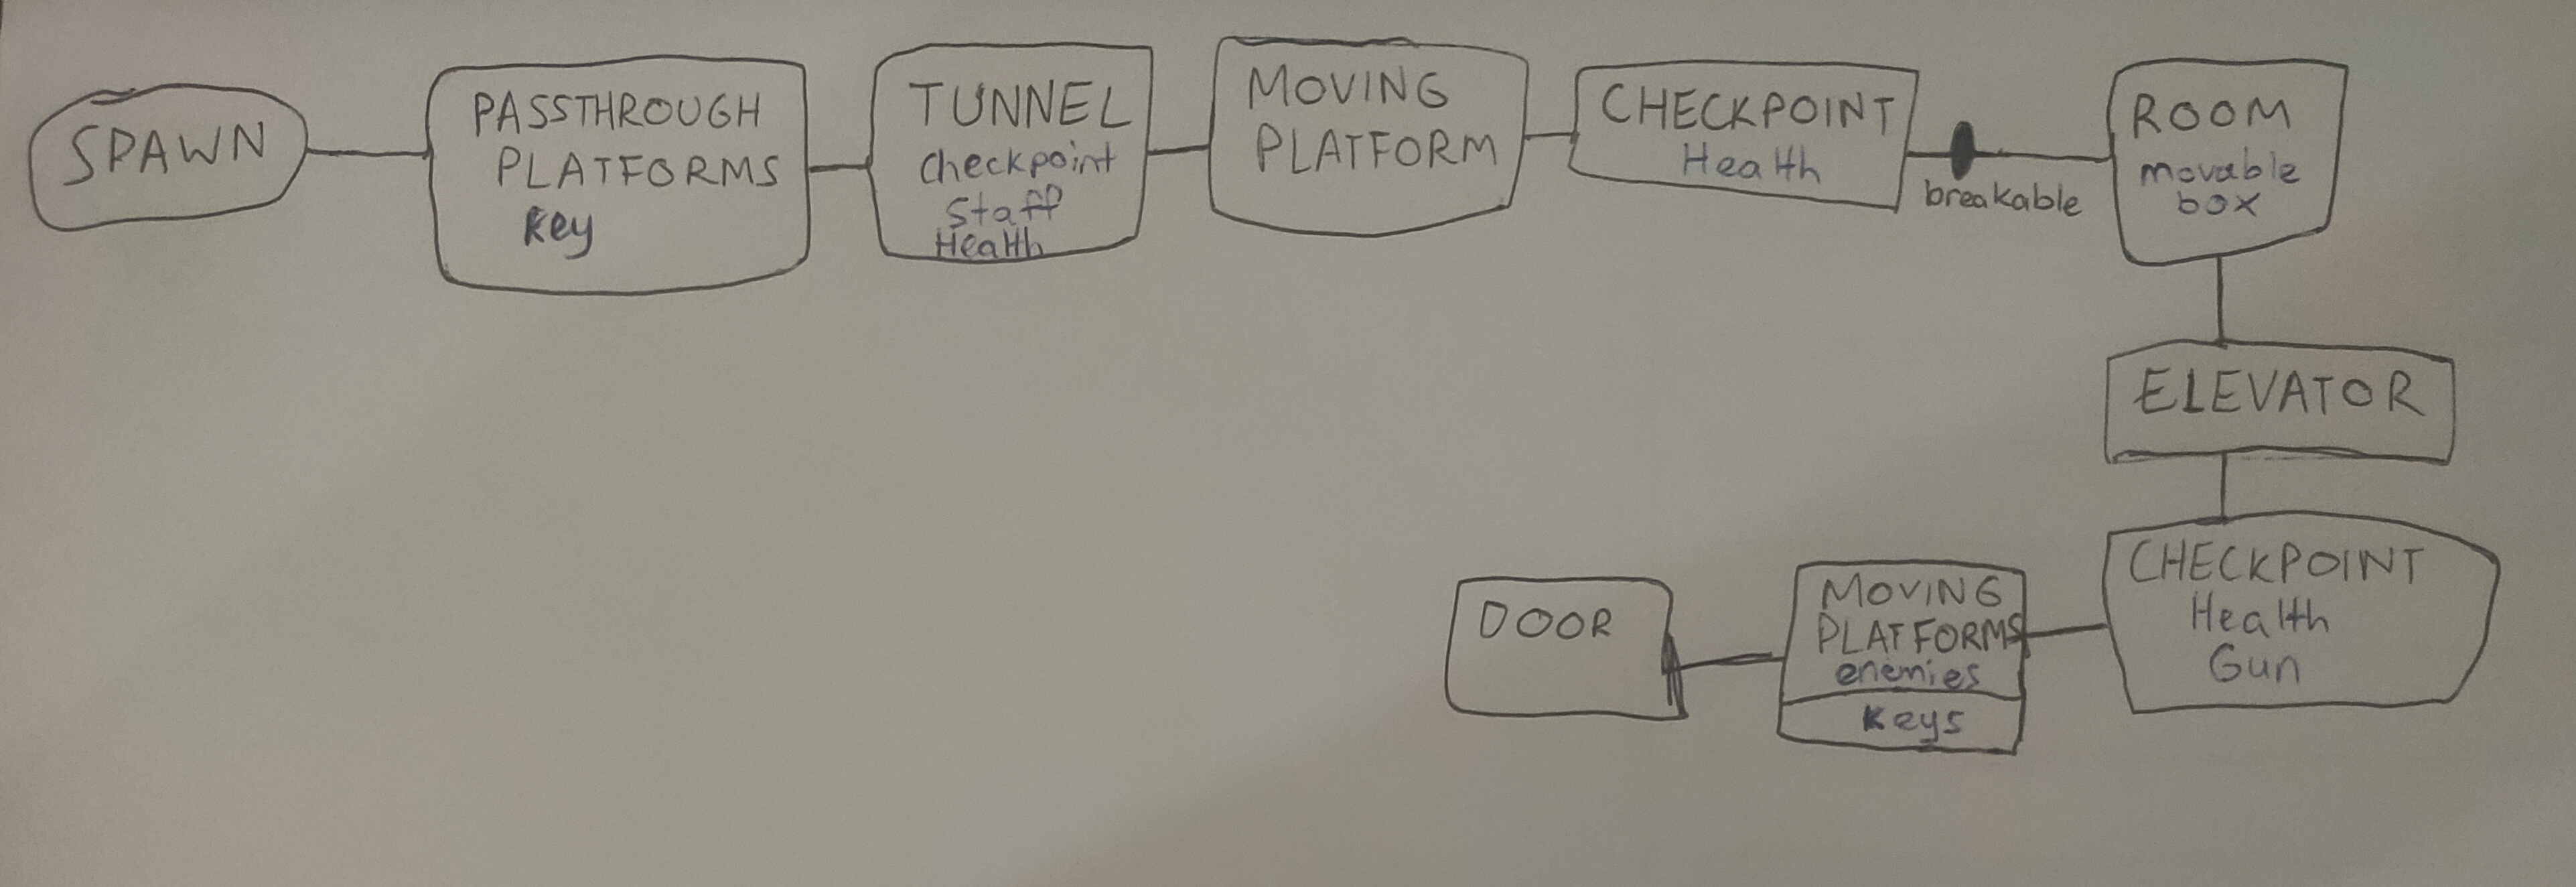 SPAWN
PASSTHROUGH
PLATFORMS
Key
TUNNEL
checkpoint
Staff
Health
MOVING
PLATFORM
CHECKPOINT
Health
breakable
ROOM
movable
box
ELEVATOR
CHECKPOINT
Health
Gun
MOVING
PLATFORMS
enemies
Keys
DOOR